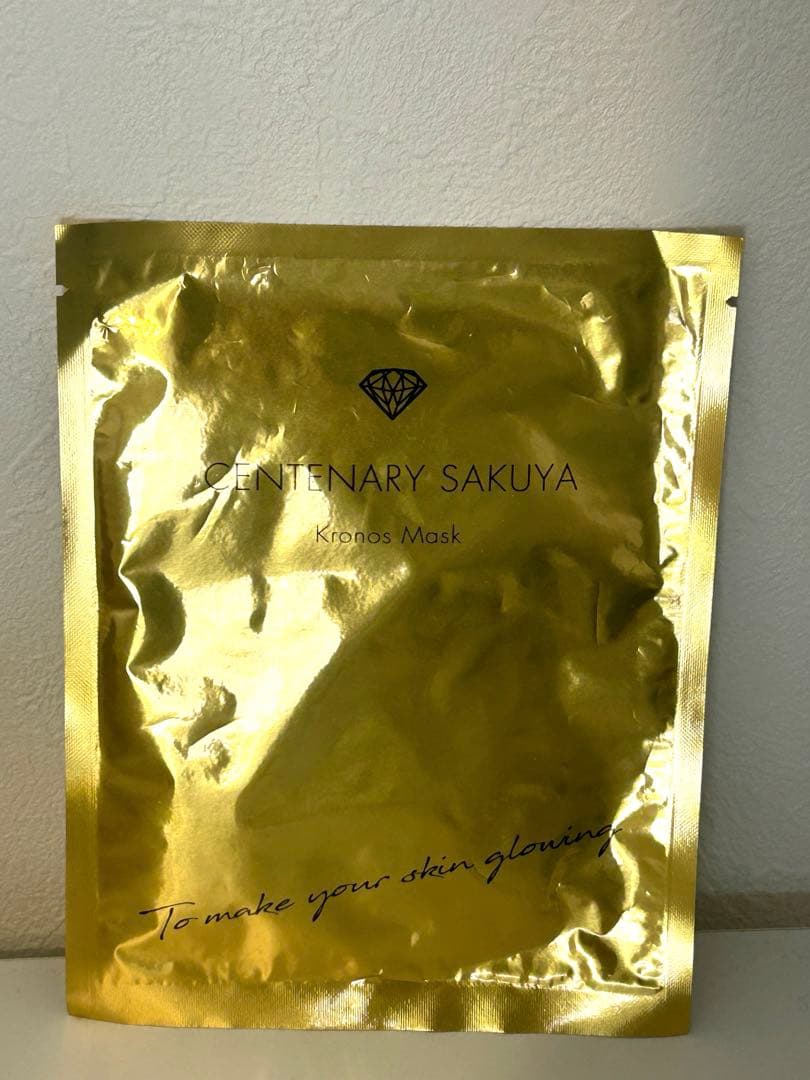 CENTENARY SAKUYA
Kronos Mask
To make your skin glowing